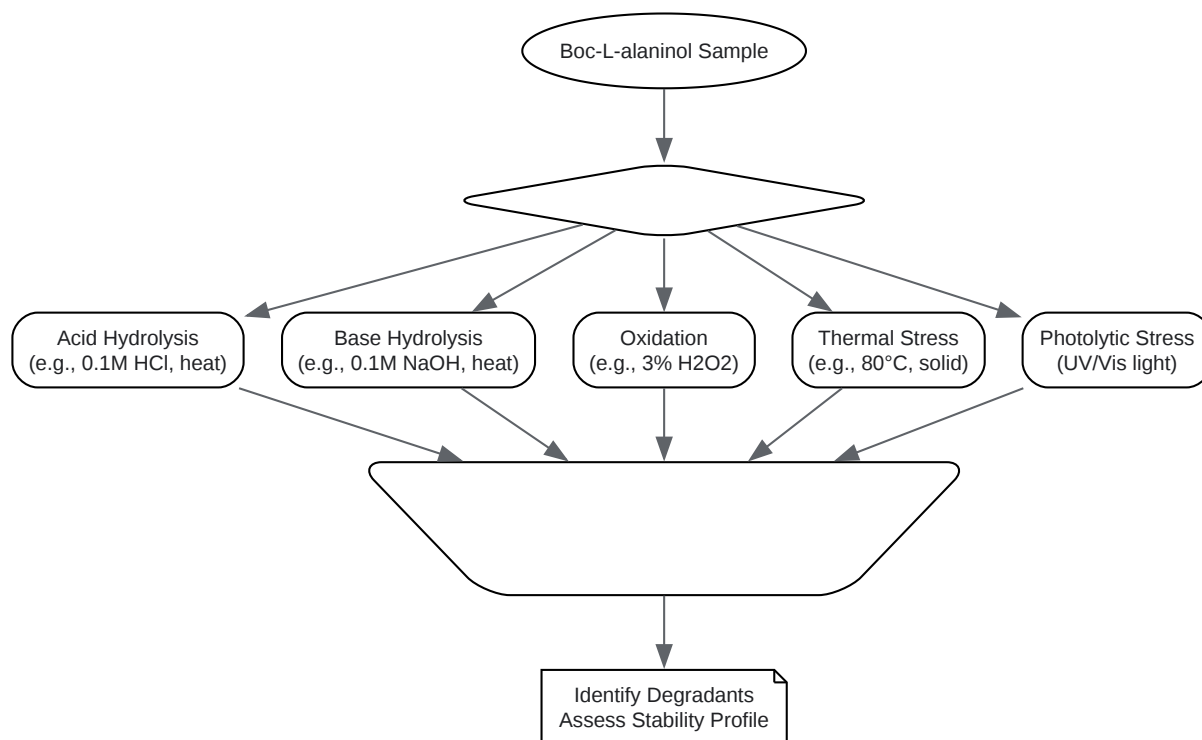 Boc-L-alaninol Sample
Acid Hydrolysis
(e.g., 0.1M HCl, heat)
Base Hydrolysis
(e.g., 0.1M NaOH, heat)
Oxidation
(e.g., 3% H2O2)
Thermal Stress
(e.g., 80°C, solid)
Photolytic Stress
(UV/Vis light)
Identify Degradants
Assess Stability Profile